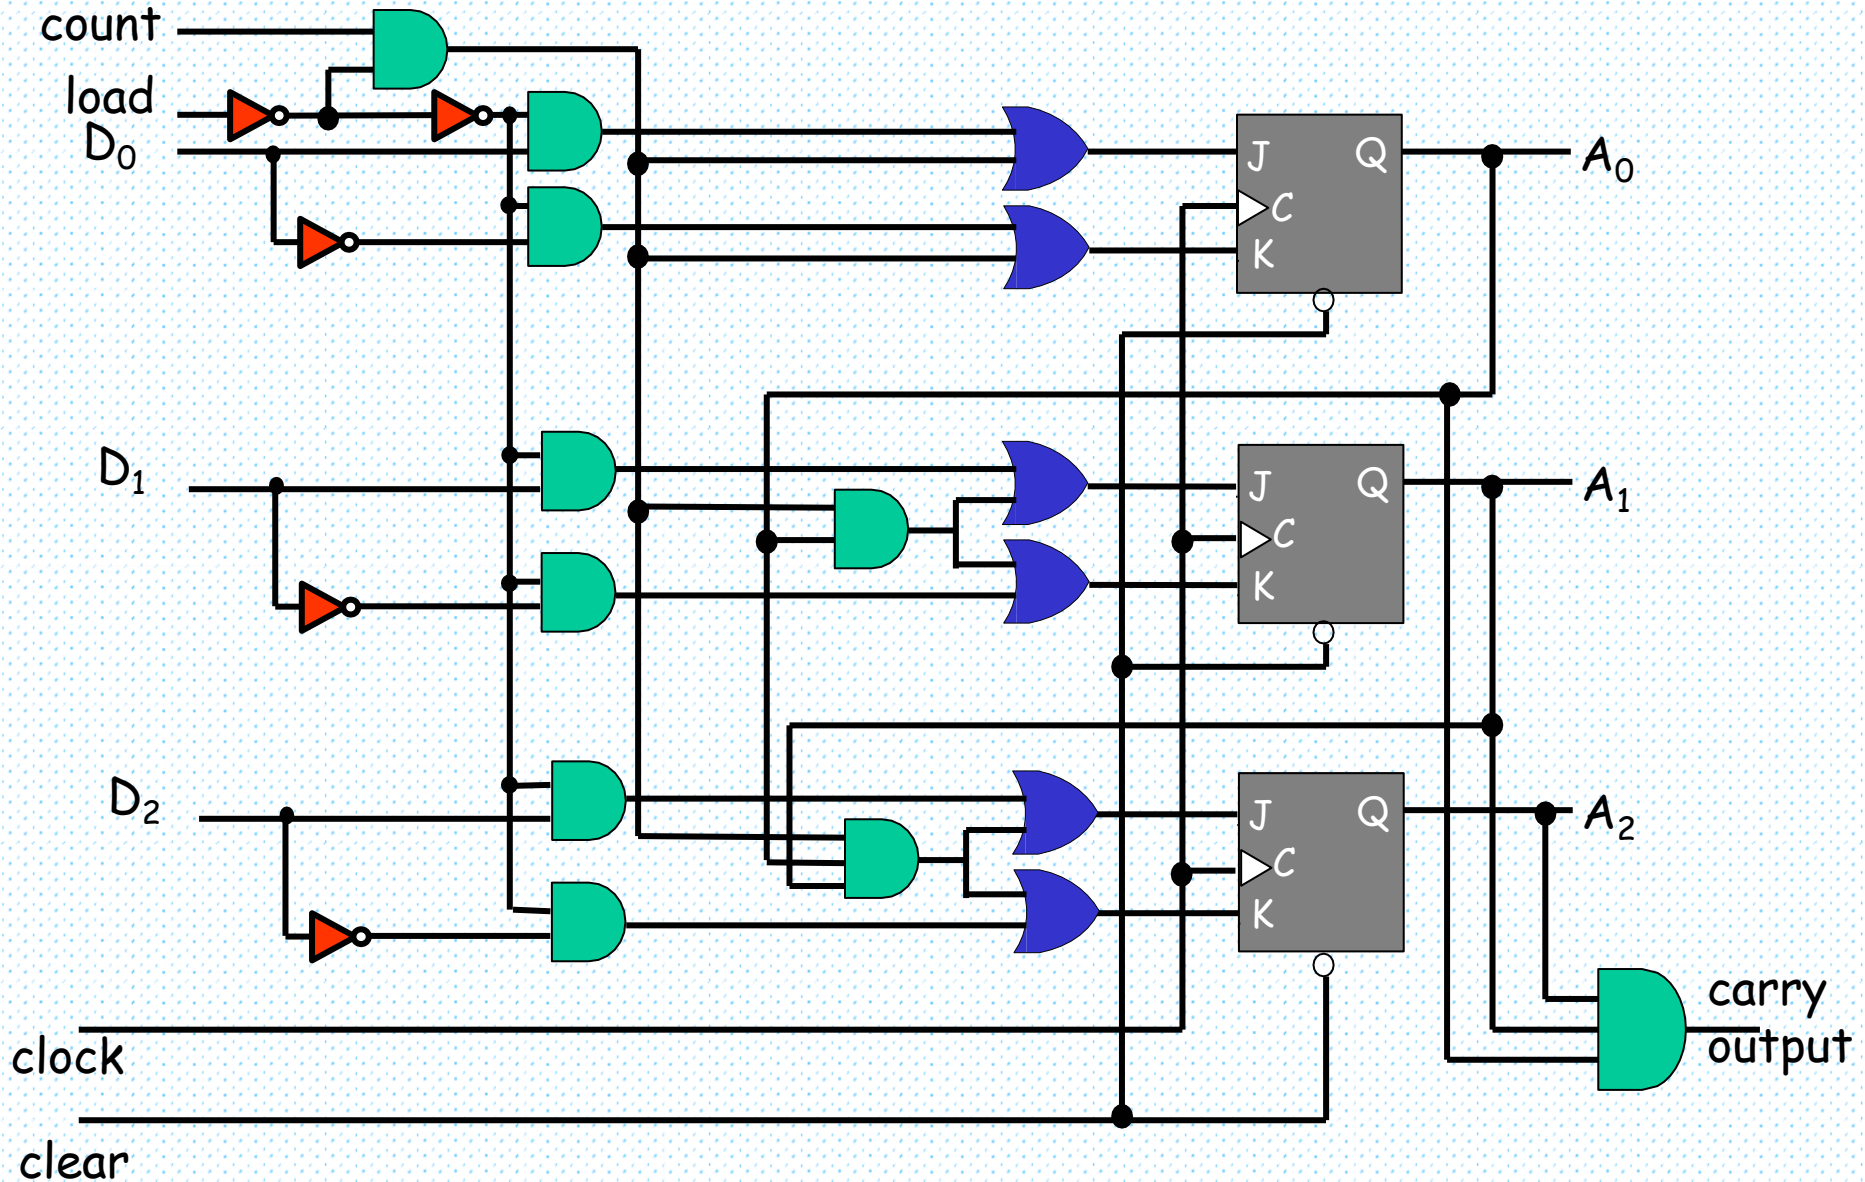 count
load
D0
J Q A0
C
K
D1
J Q A1
C
K
D2
J Q A2
C
K
carry
output
clock
clear